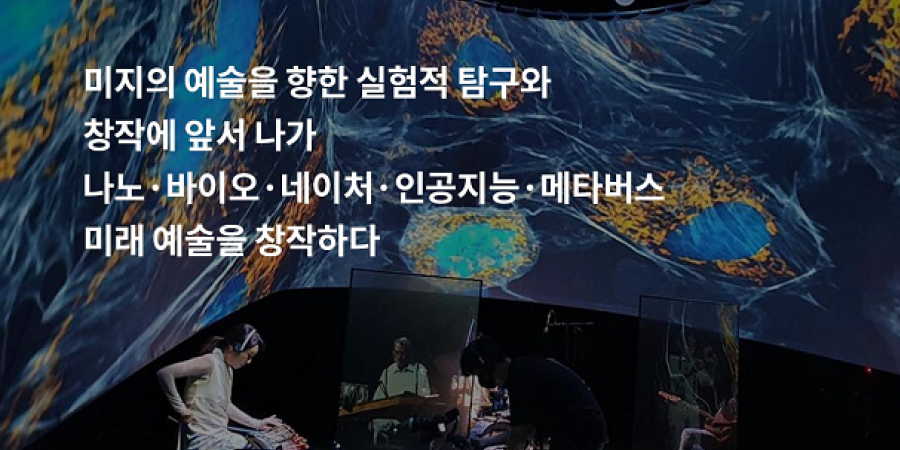 미지의 예술을 향한 실험적 탐구와
창작에 앞서 나가
나노·바이오·네이처·인공지능·메타버스
미래 예술을 창작하다